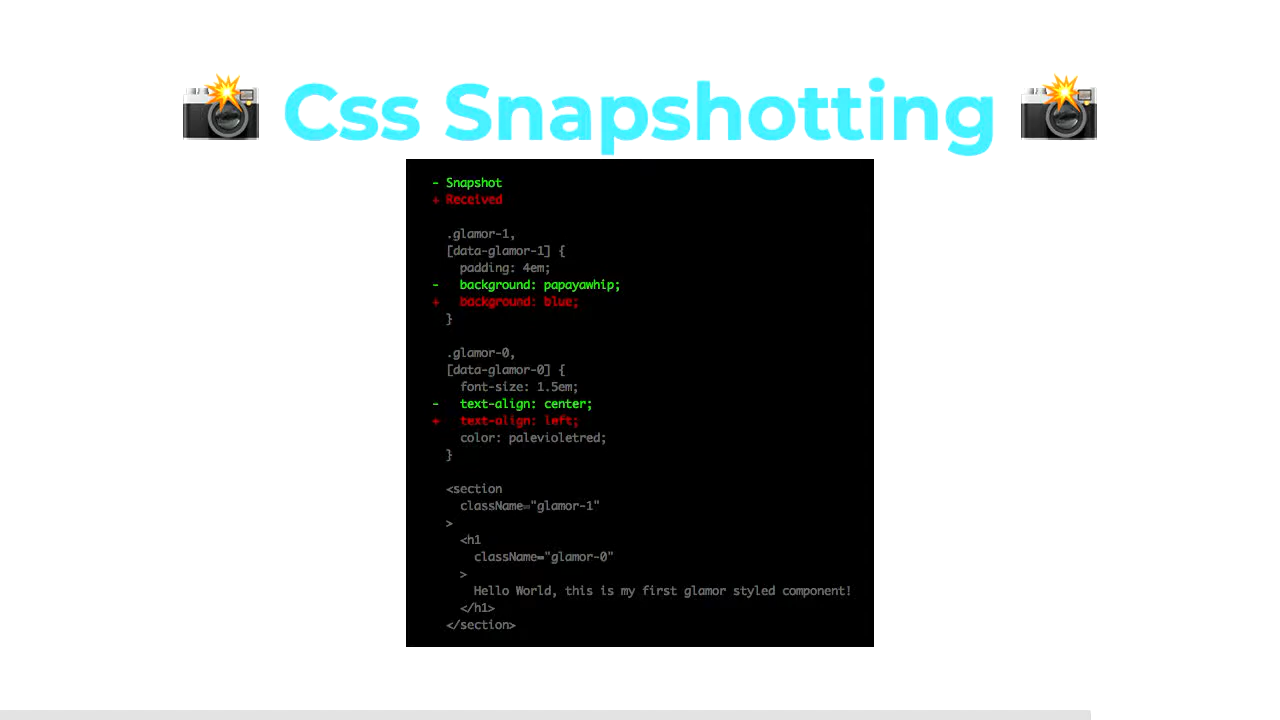 📸 Css Snapshotting 📸
- Snapshot
+ Received
.glamor-1,
[data-glamor-1] {
padding: 4em;
- background: papayawhip;
+ background: blue;
}
.glamor-0,
[data-glamor-0] {
font-size: 1.5em;
- text-align: center;
+ text-align: left;
color: palevioletred;
}
<section
className="glamor-1"
>
<h1
className="glamor-0"
>
Hello World, this is my first glamor styled component!
</h1>
</section>